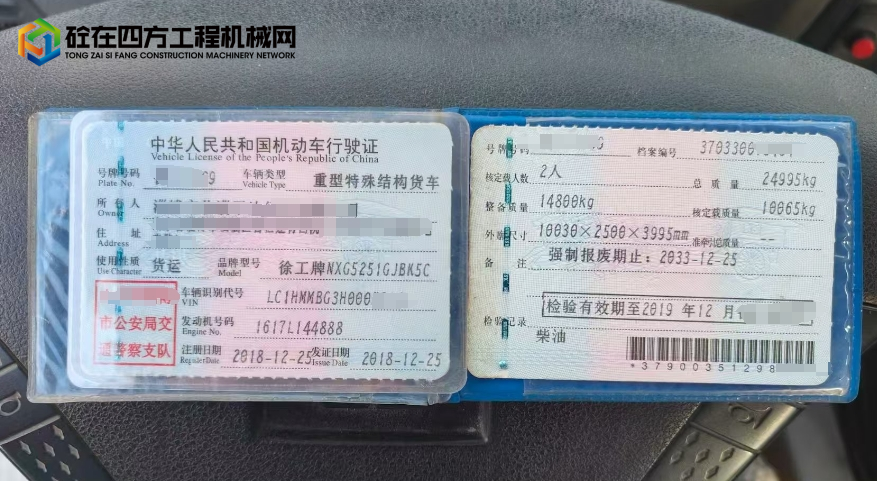 砼在四方工程机械网
TONG ZAI SI FANG CONSTRUCTION MACHINERY NETWORK
中华人民共和国机动车行驶证
Vehicle License of the People's Republic of China
号牌号码
Plate No.
车辆类型
Vehicle Type
重型特殊结构货车
所有人
Owner
住址
Address
使用性质
Use Character
货运
品牌型号
Model
徐工牌NXG5251GJBK5C
市公安局交
通警察支队
车辆识别代号
VIN
LC1HMMBG3H000
发动机号码
Engine No.
1617L144888
注册日期
Register Date
2018-12-25
发证日期
Issue Date
2018-12-25
号牌号码
档案编号
3703300
核定载人数
2人
总质量
24995kg
整备质量
14800kg
核定载质量
10065kg
外廓尺寸
10030×2500×3995mm
准牵引总质量
--
备注
强制报废期止：2033-12-25
检验有效期至2019 年12 月
检验记录
柴油
*37900351298